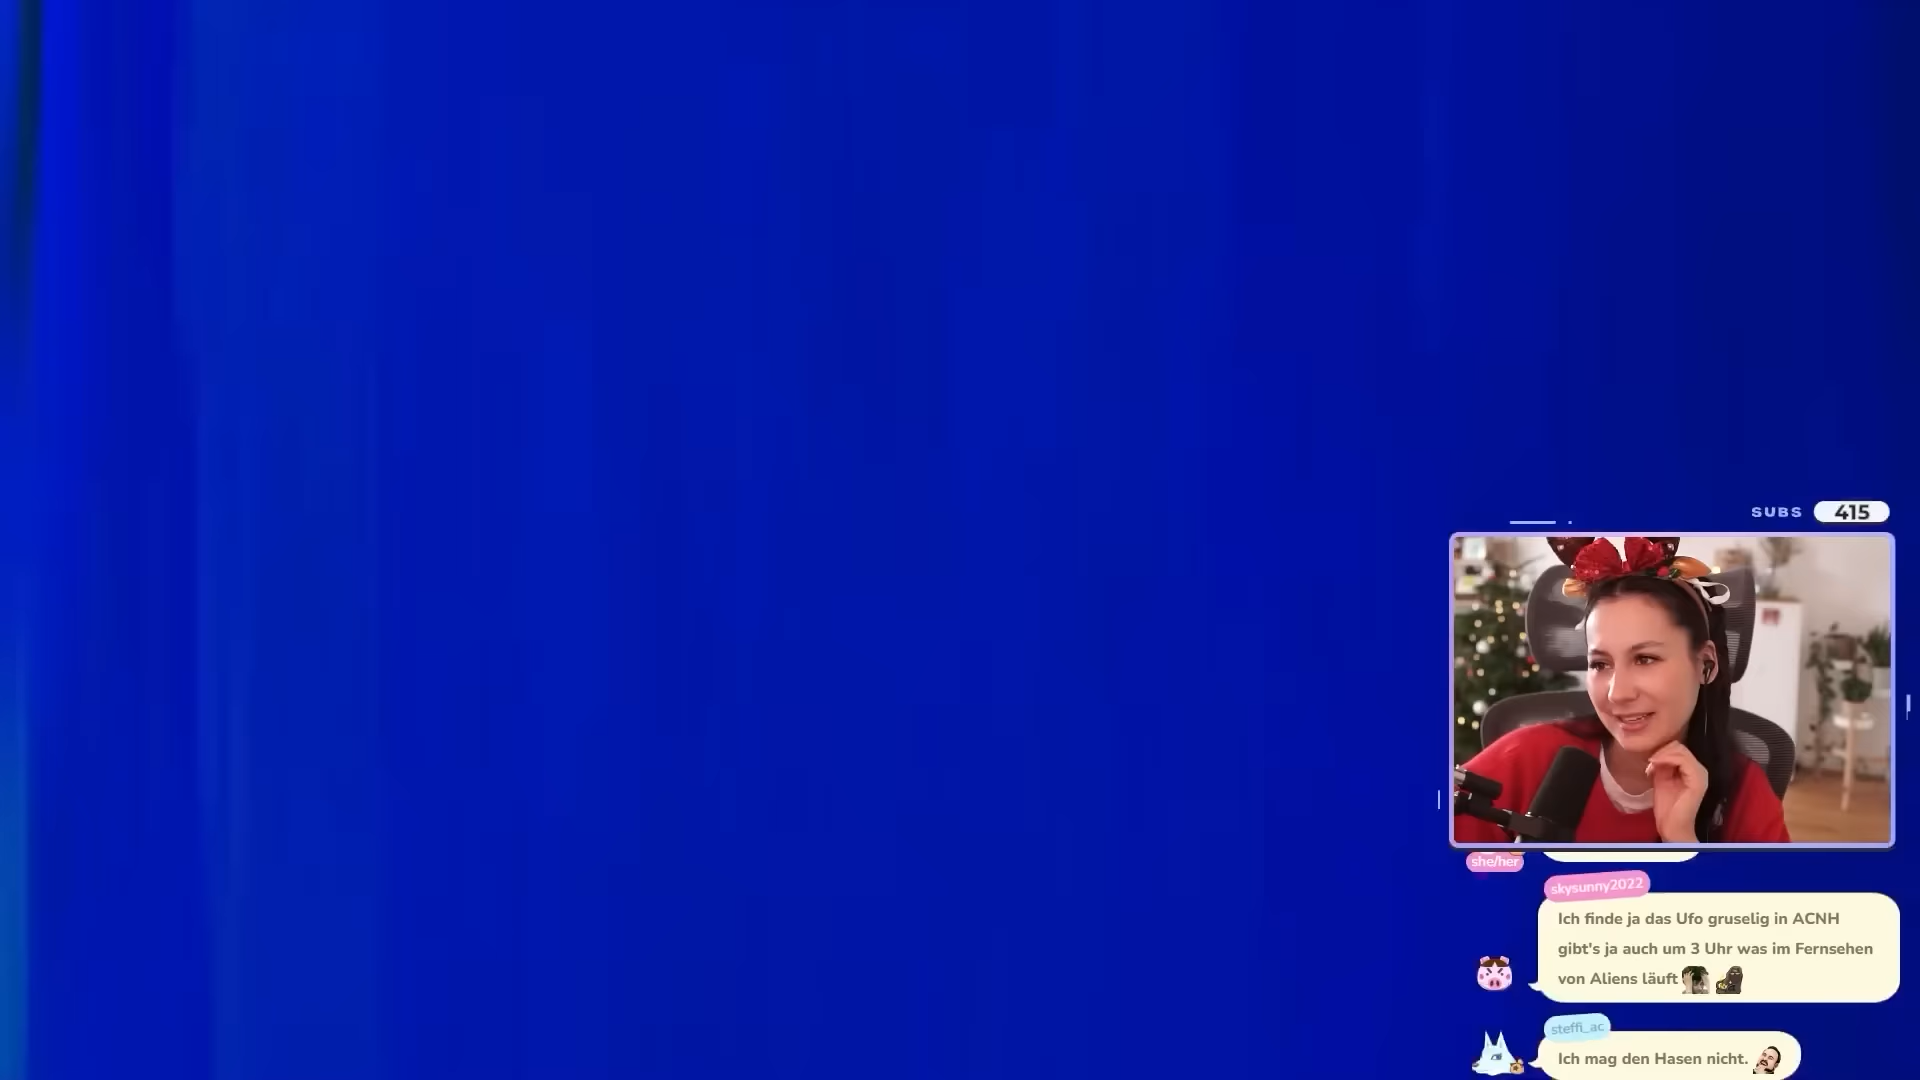 SUBS 415
she/her
skysunny2022
Ich finde ja das Ufo gruselig in ACNH
gibt's ja auch um 3 Uhr was im Fernsehen
von Aliens läuft
steffi_ac
Ich mag den Hasen nicht.